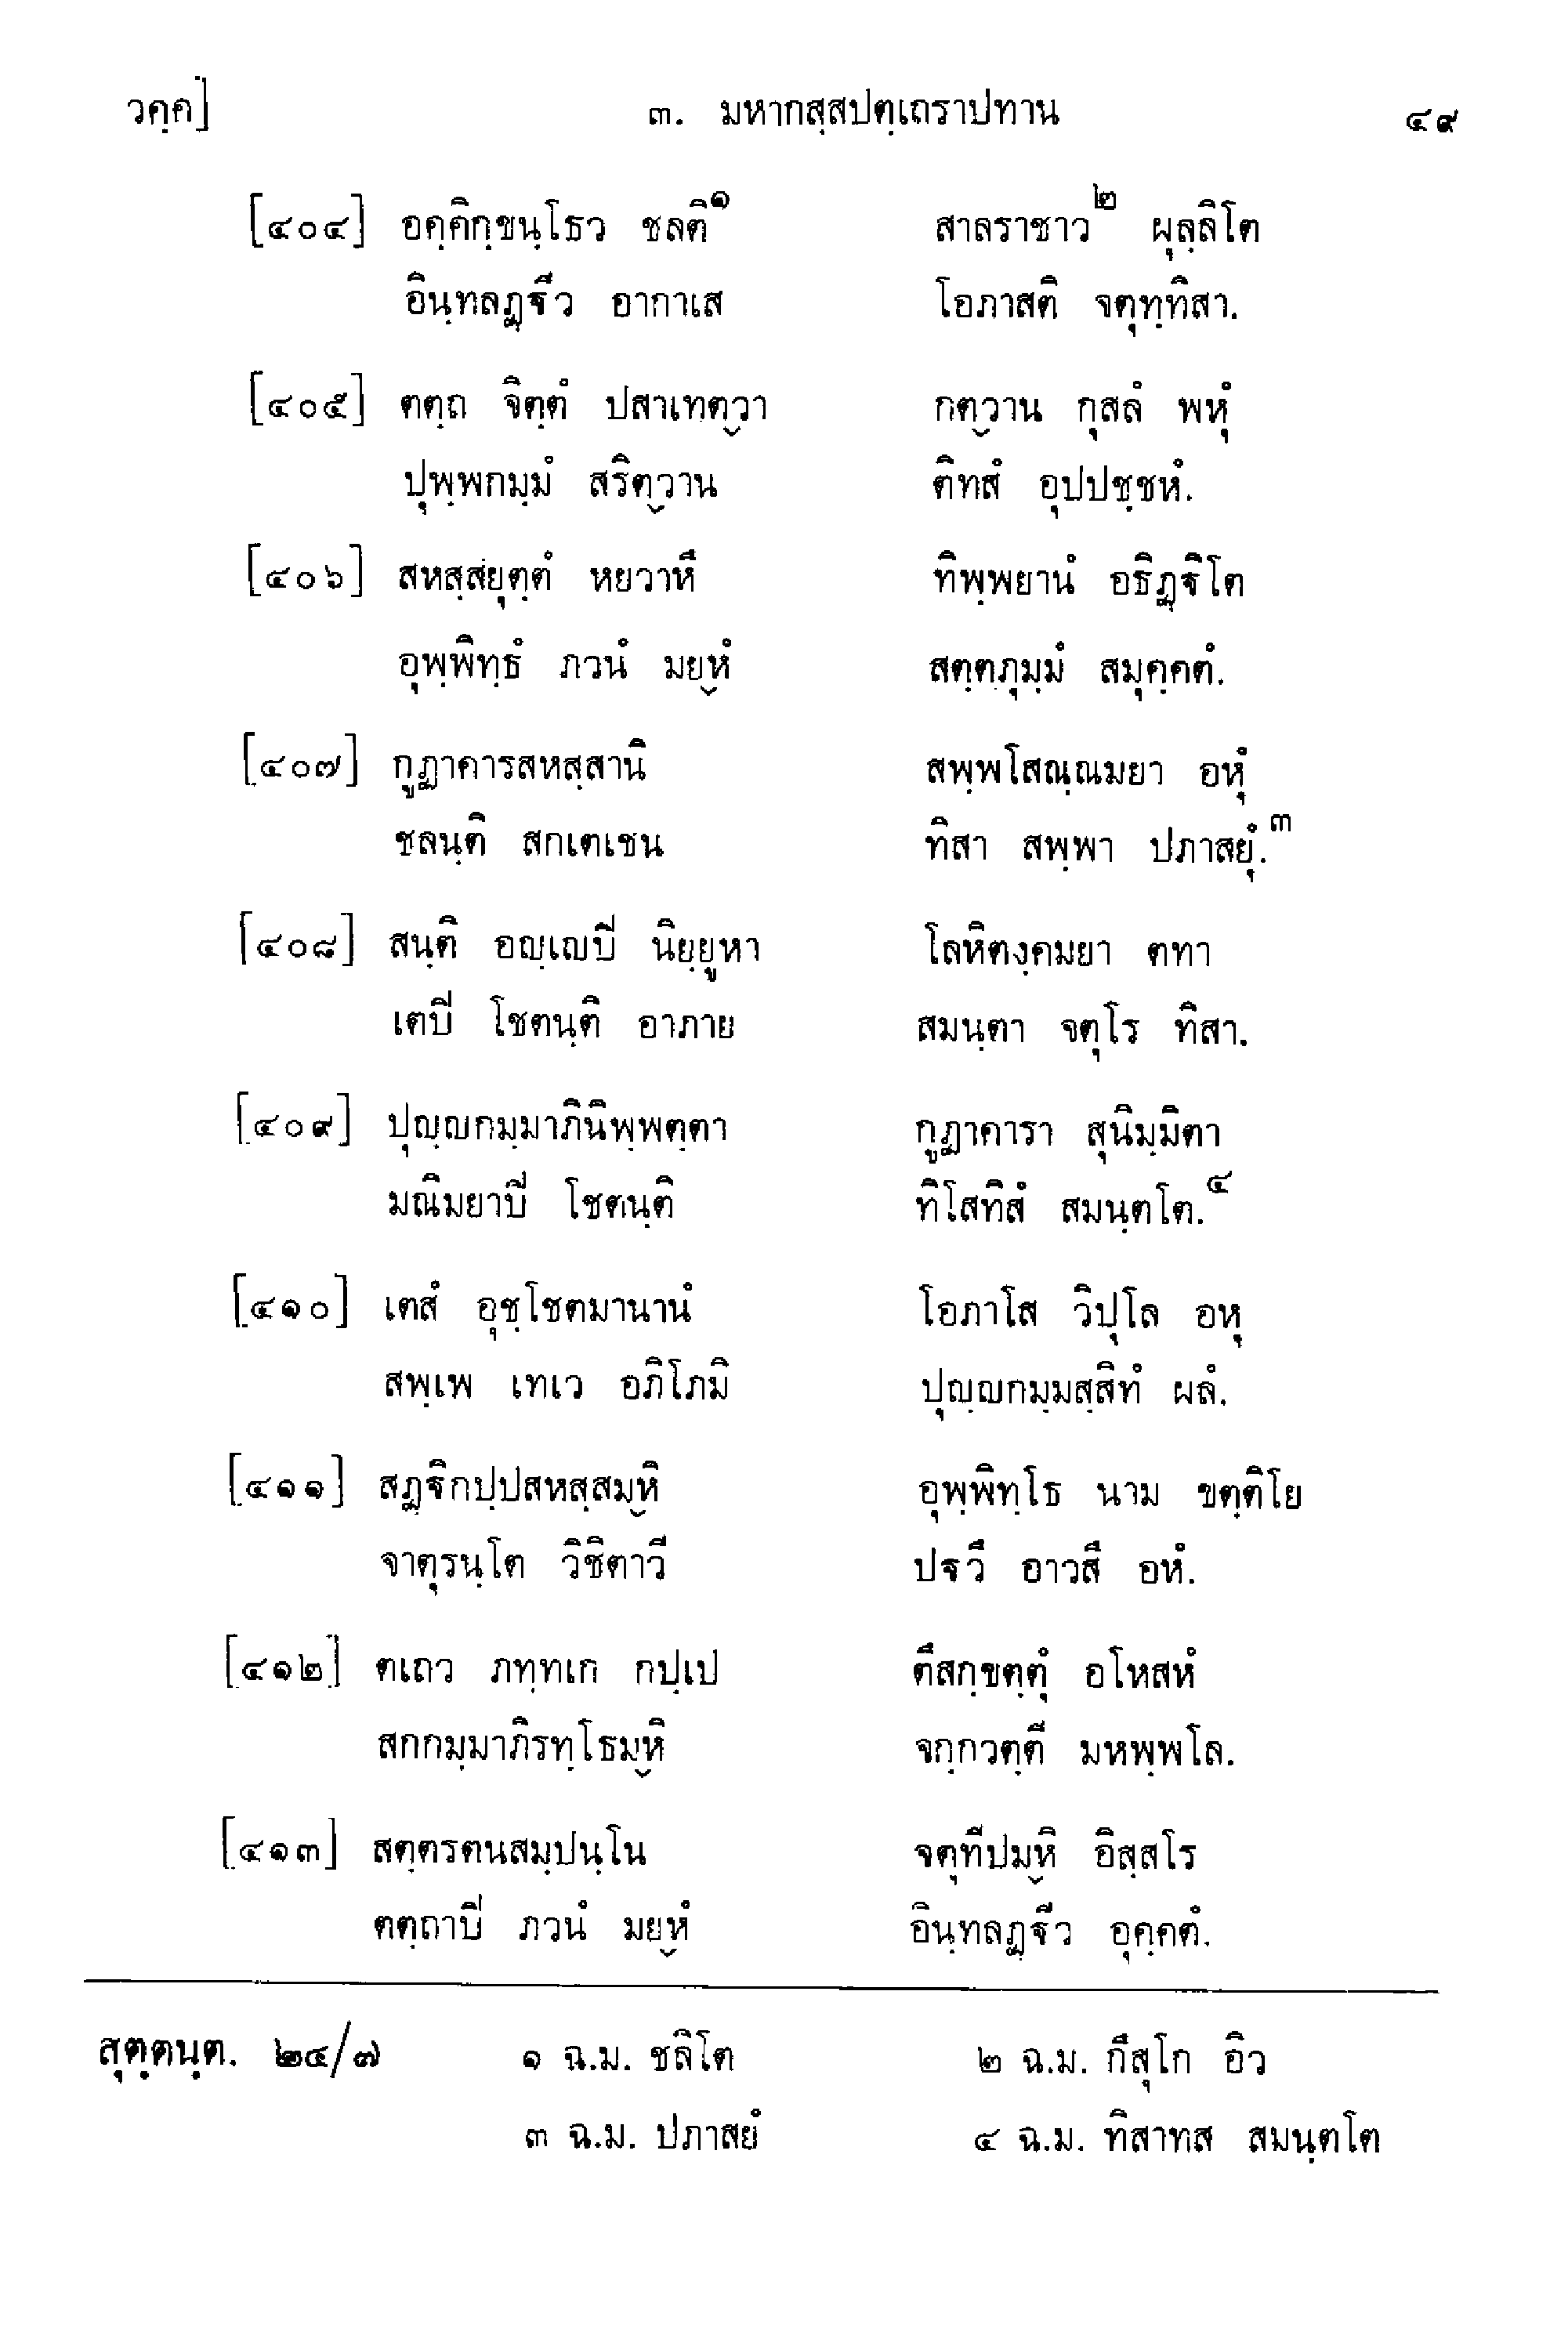 วคฺค] ๓. มหากสฺสปตฺเถราปทาน ๔๙
[๔๐๔] อคฺคิกฺขนฺโธว ชลติ๑ สาลราชาว๒ ผุลฺลิโต
อินฺทลฏฺฐีว อากาเส โอภาสติ จตุทฺทิสา.
[๔๐๕] ตตฺถ จิตฺตํ ปสาเทตฺวา กตฺวาน กุสลํ พหุํ
ปุพฺพกมฺมํ สริตฺวาน ติทสํ อุปปชฺชหํ.
[๔๐๖] สหสฺสยุตฺตํ หยวาหึ ทิพฺพยานํ อธิฏฺฐิโต
อุพฺพิทฺธํ ภวนํ มยฺหํ สตฺตภุมฺมํ สมุคฺคตํ.
[๔๐๗] กูฏาคารสหสฺสานิ สพฺพโสณฺณมยา อหุํ
ชลนฺติ สกเตเชน ทิสา สพฺพา ปภาสยุํ.๓
[๔๐๘] สนฺติ อญฺเญปิ นิยฺยูหา โลหิตงฺคมยา ตทา
เตปิ โชตนฺติ อาภาย สมนฺตา จตุโร ทิสา.
[๔๐๙] ปุญฺญกมฺมาภินิพฺพตฺตา กูฏาคารา สุนิมฺมิตา
มณิมยาปิ โชตนฺติ ทิโสทิสํ สมนฺตโต.๔
[๔๑๐] เตสํ อุชฺโชตมานานํ โอภาโส วิปุโล อหุ
สพฺเพ เทเว อภิโภมิ ปุญฺญกมฺมสฺสิทํ ผลํ.
[๔๑๑] สฏฺฐิกปฺปสหสฺสมฺหิ อุพฺพิทฺโธ นาม ขตฺติโย
จาตุรนฺโต วิชิตาวี ปฐวึ อาวสึ อหํ.
[๔๑๒] ตเถว ภทฺทเก กปฺเป ตึสกฺขตฺตุํ อโหสหํ
สกกมฺมาภิรทฺโธมฺหิ จกฺกวตฺตี มหพฺพโล.
[๔๑๓] สตฺตรตนสมฺปนฺโน จตุทีปมฺหิ อิสฺสโร
ตตฺถาปิ ภวนํ มยฺหํ อินฺทลฏฺฐีว อุคฺคตํ.
สุตฺตนฺต. ๒๔/๗ ๑ ฉ.ม. ชลิโต ๒ ฉ.ม. กึสุโก อิว
๓ ฉ.ม. ปภาสยํ ๔ ฉ.ม. ทิสาทส สมนฺตโต